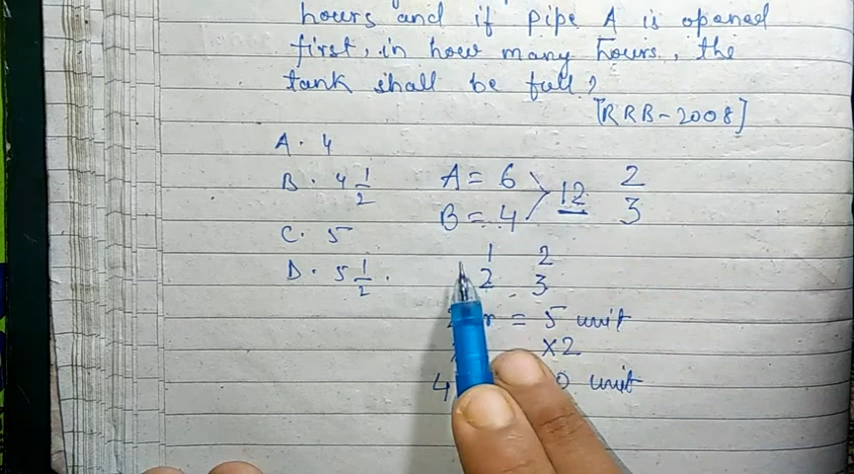 hours and if pipe A is opened
first, in how many hours, the
tank shall be full?
[RRB-2008]
A. 4
B. 4 1/2
C. 5
D. 5 1/2.
A = 6 2
12
B = 4 3
1 2
2 3
= 5 unit
×2
4 unit